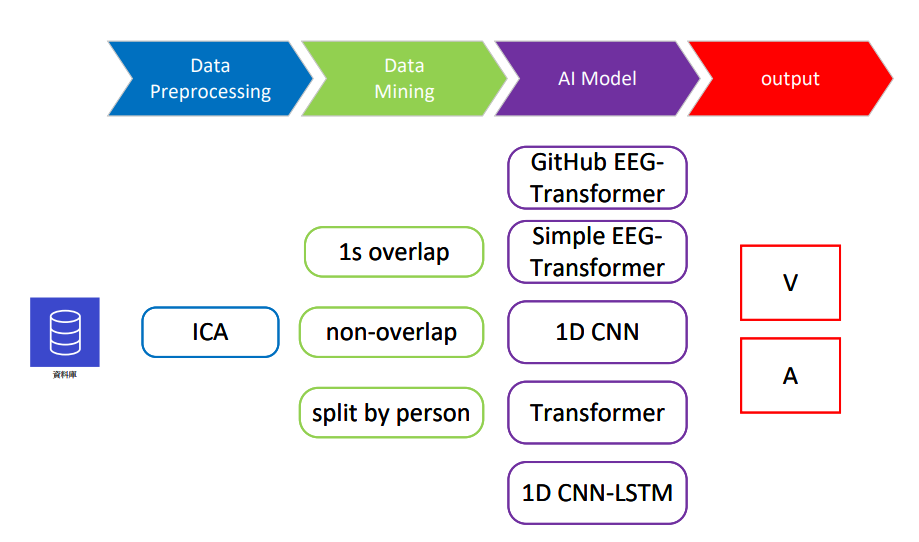 Data
Preprocessing
Data
Mining
AI Model
output
GitHub EEG-
Transformer
1s overlap
Simple EEG-
Transformer
V
ICA
non-overlap
1D CNN
資料庫
A
split by person
Transformer
1D CNN-LSTM